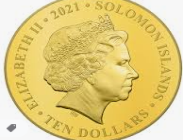 ELIZABETH II • 2021 • SOLOMON ISLANDS
• TEN DOLLARS •